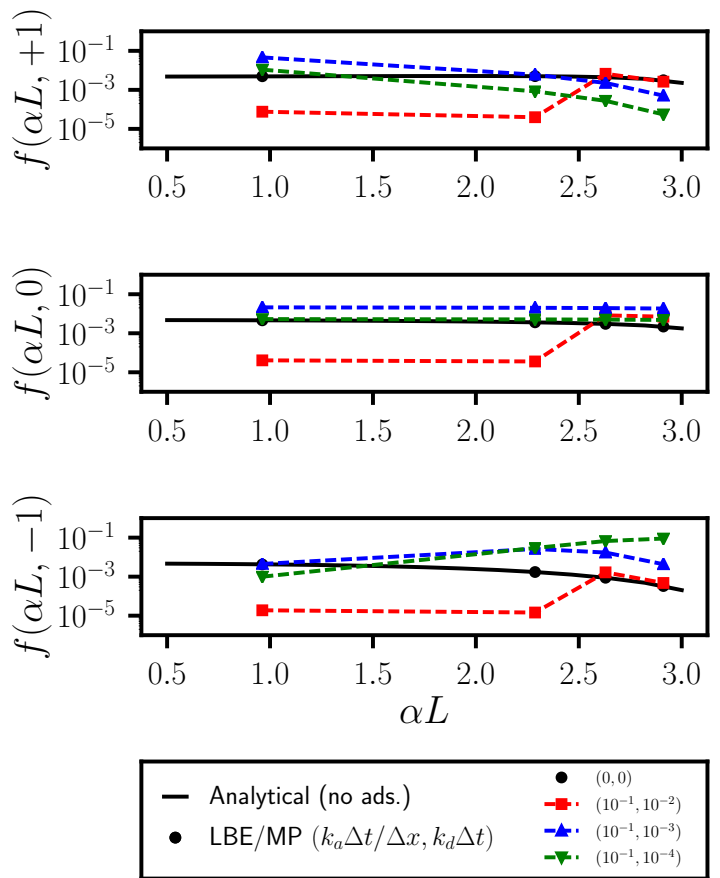 f(αL, +1)
10⁻¹
10⁻³
10⁻⁵
0.5 1.0 1.5 2.0 2.5 3.0
f(αL, 0)
10⁻¹
10⁻³
10⁻⁵
0.5 1.0 1.5 2.0 2.5 3.0
f(αL, −1)
10⁻¹
10⁻³
10⁻⁵
0.5 1.0 1.5 2.0 2.5 3.0
αL
Analytical (no ads.)
LBE/MP (kₐΔt/Δx, k_dΔt)
(0, 0)
(10⁻¹, 10⁻²)
(10⁻¹, 10⁻³)
(10⁻¹, 10⁻⁴)